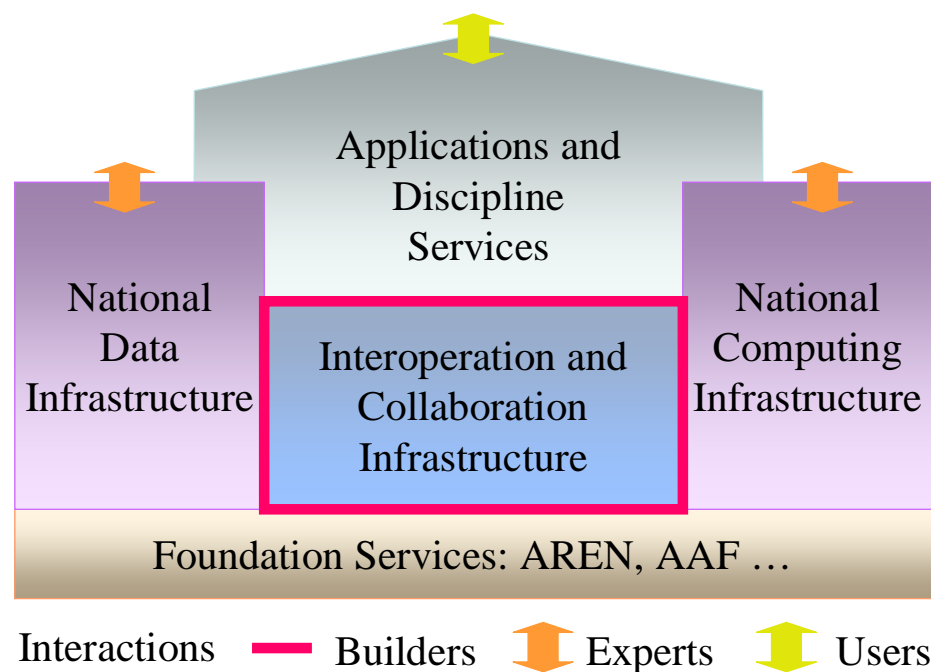 Applications and
Discipline
Services
National
Data
Infrastructure
Interoperation and
Collaboration
Infrastructure
National
Computing
Infrastructure
Foundation Services: AREN, AAF …
Interactions Builders Experts Users